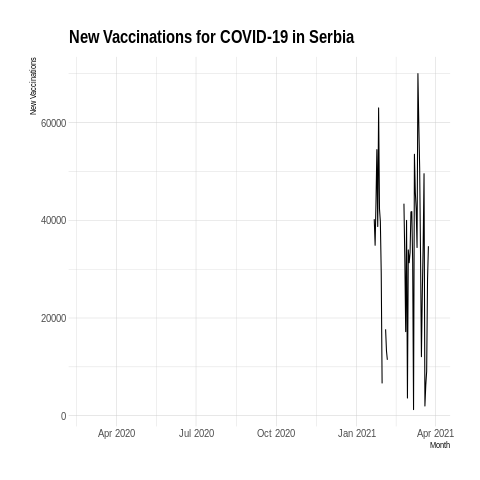 New Vaccinations for COVID-19 in Serbia
New Vaccinations
60000
40000
20000
0
Apr 2020
Jul 2020
Oct 2020
Jan 2021
Apr 2021
Month